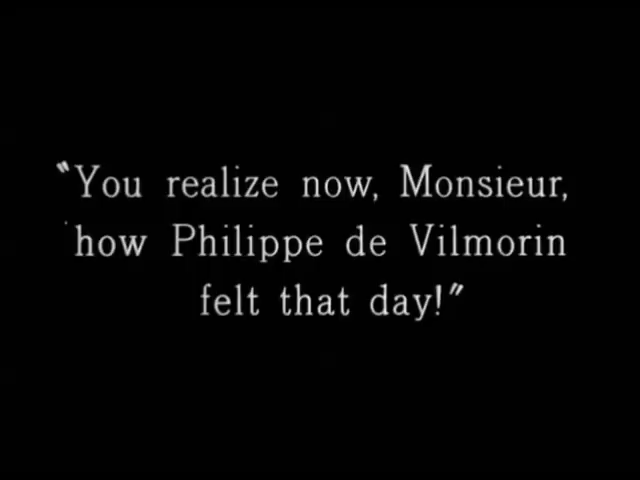 "You realize now, Monsieur,
how Philippe de Vilmorin
felt that day!"